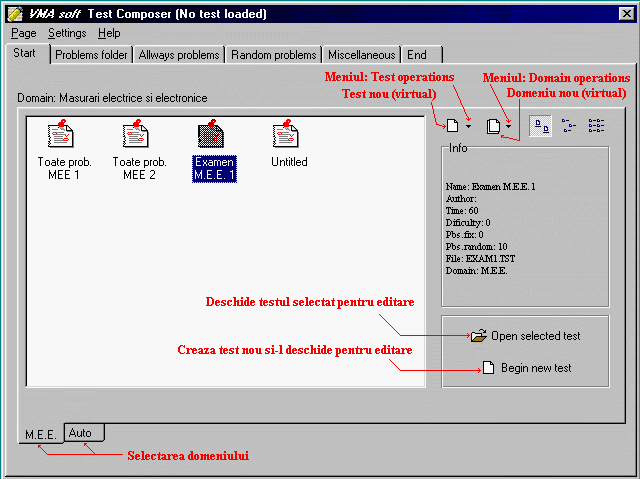 VMA soft Test Composer (No test loaded)
Page Settings Help
Start Problems folder Allways problems Random problems Miscellaneous End
Meniul: Test operations Meniul: Domain operations
Test nou (virtual) Domeniu nou (virtual)
Domain: Masurari electrice si electronice
Toate prob.
MEE 1
Toate prob.
MEE 2
Examen
M.E.E. 1
Untitled
Info
Name: Examen M.E.E. 1
Author:
Time: 60
Dificulty: 0
Pbs.fix: 0
Pbs.random: 10
File: EXAM1.TST
Domain: M.E.E.
Deschide testul selectat pentru editare
Open selected test
Creaza test nou si-l deschide pentru editare
Begin new test
M.E.E. Auto
Selectarea domeniului